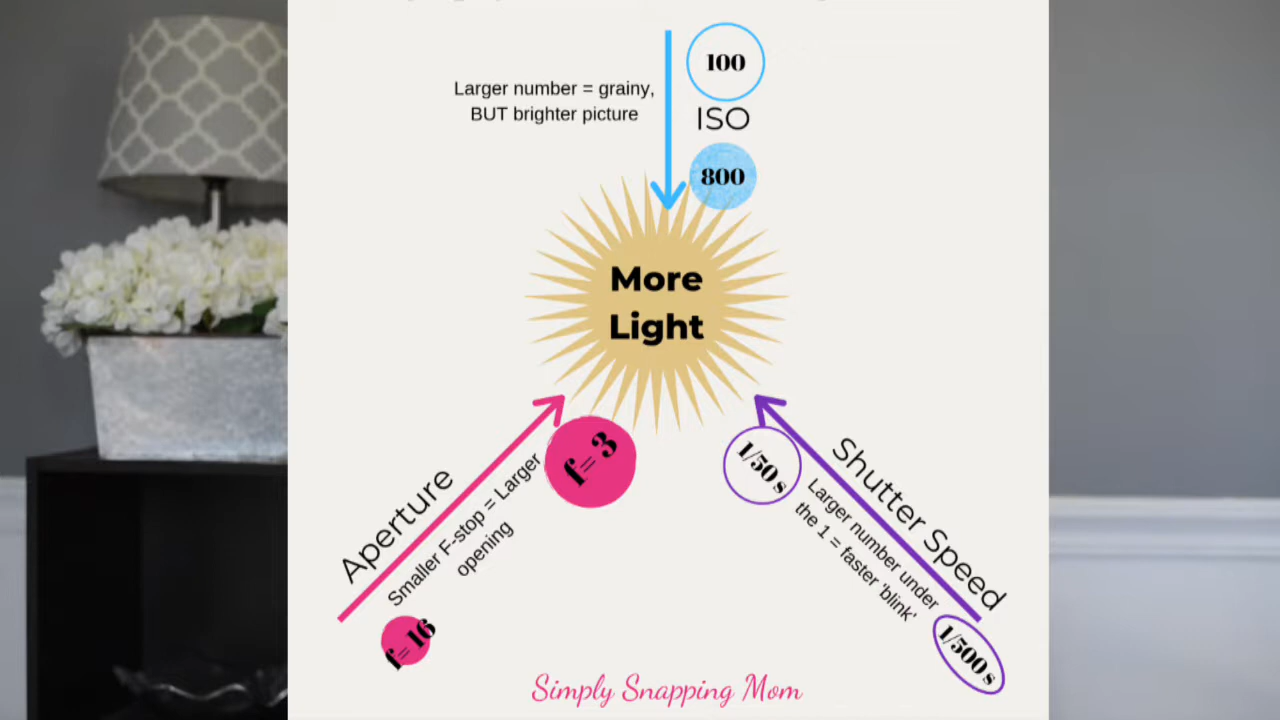 100
Larger number = grainy,
BUT brighter picture
ISO
800
More
Light
Aperture
Smaller F-stop = Larger
opening
f= 3
f= 16
1/50 s
Shutter Speed
Larger number under
the 1 = faster 'blink'
1/500 s
Simply Snapping Mom